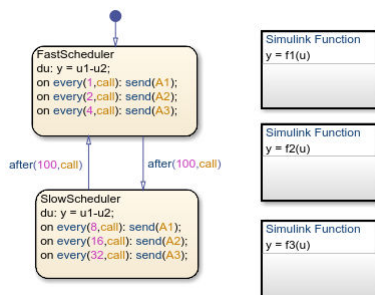 FastScheduler
du: y = u1-u2;
on every(1,call): send(A1);
on every(2,call): send(A2);
on every(4,call): send(A3);
after(100,call)
after(100,call)
SlowScheduler
du: y = u1-u2;
on every(8,call): send(A1);
on every(16,call): send(A2);
on every(32,call): send(A3);
Simulink Function
y = f1(u)
Simulink Function
y = f2(u)
Simulink Function
y = f3(u)